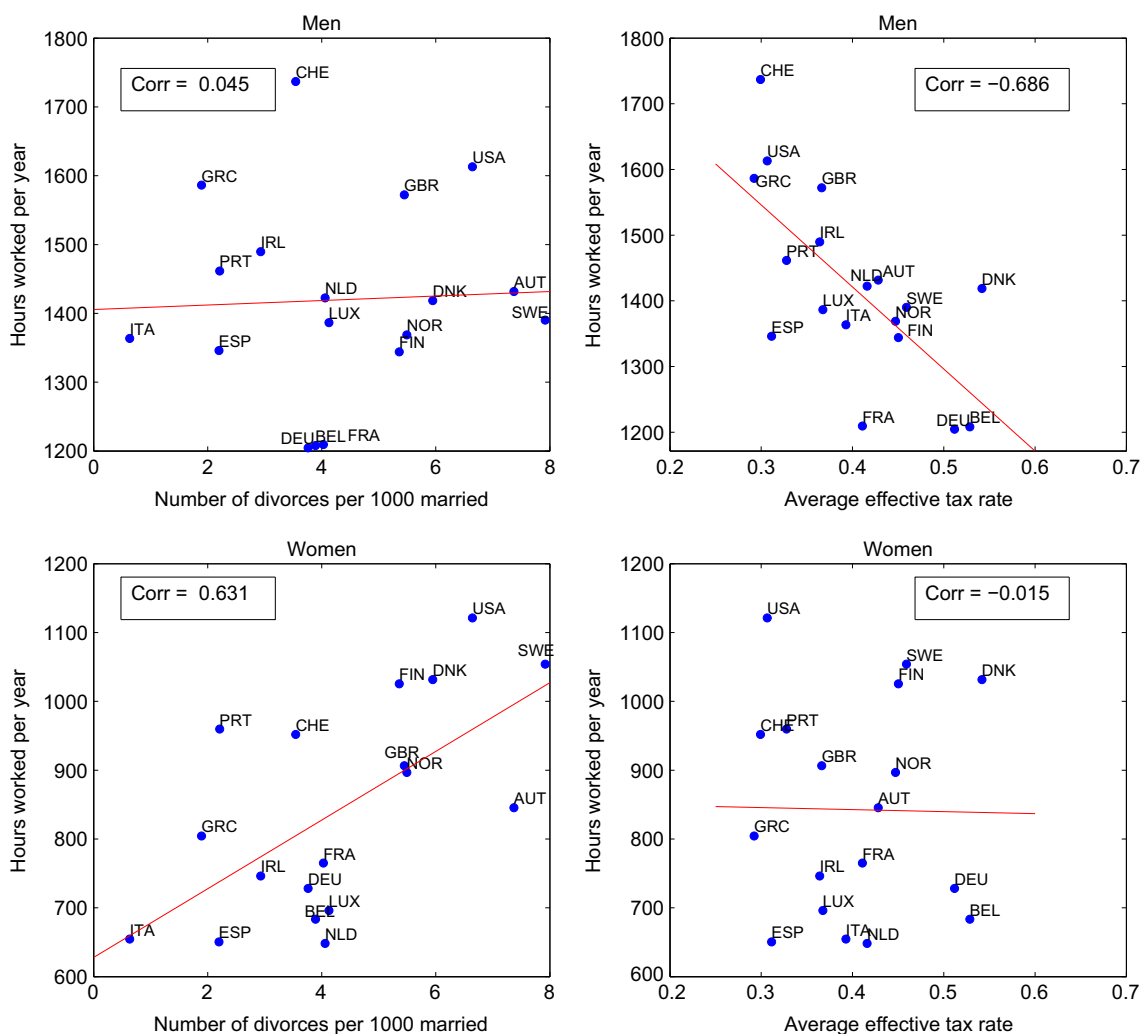 Men
1800
1700
1600
1500
1400
1300
1200
Hours worked per year
Corr = 0.045
CHE
USA
GRC
GBR
IRL
PRT
NLD
DNK
AUT
LUX
SWE
ITA
NOR
ESP
FIN
DEU
BEL
FRA
0 2 4 6 8
Number of divorces per 1000 married
Men
1800
1700
1600
1500
1400
1300
1200
Hours worked per year
Corr = −0.686
CHE
USA
GRC
GBR
IRL
PRT
NLD
AUT
DNK
LUX
SWE
ITA
NOR
ESP
FIN
FRA
DEU
BEL
0.2 0.3 0.4 0.5 0.6 0.7
Average effective tax rate
Women
1200
1100
1000
900
800
700
600
Hours worked per year
Corr = 0.631
USA
SWE
FIN
DNK
PRT
CHE
GBR
NOR
AUT
GRC
FRA
IRL
DEU
LUX
BEL
ITA
ESP
NLD
0 2 4 6 8
Number of divorces per 1000 married
Women
1200
1100
1000
900
800
700
600
Hours worked per year
Corr = −0.015
USA
SWE
FIN
DNK
CHE
PRT
GBR
NOR
AUT
GRC
FRA
IRL
DEU
LUX
BEL
ESP
ITA
NLD
0.2 0.3 0.4 0.5 0.6 0.7
Average effective tax rate